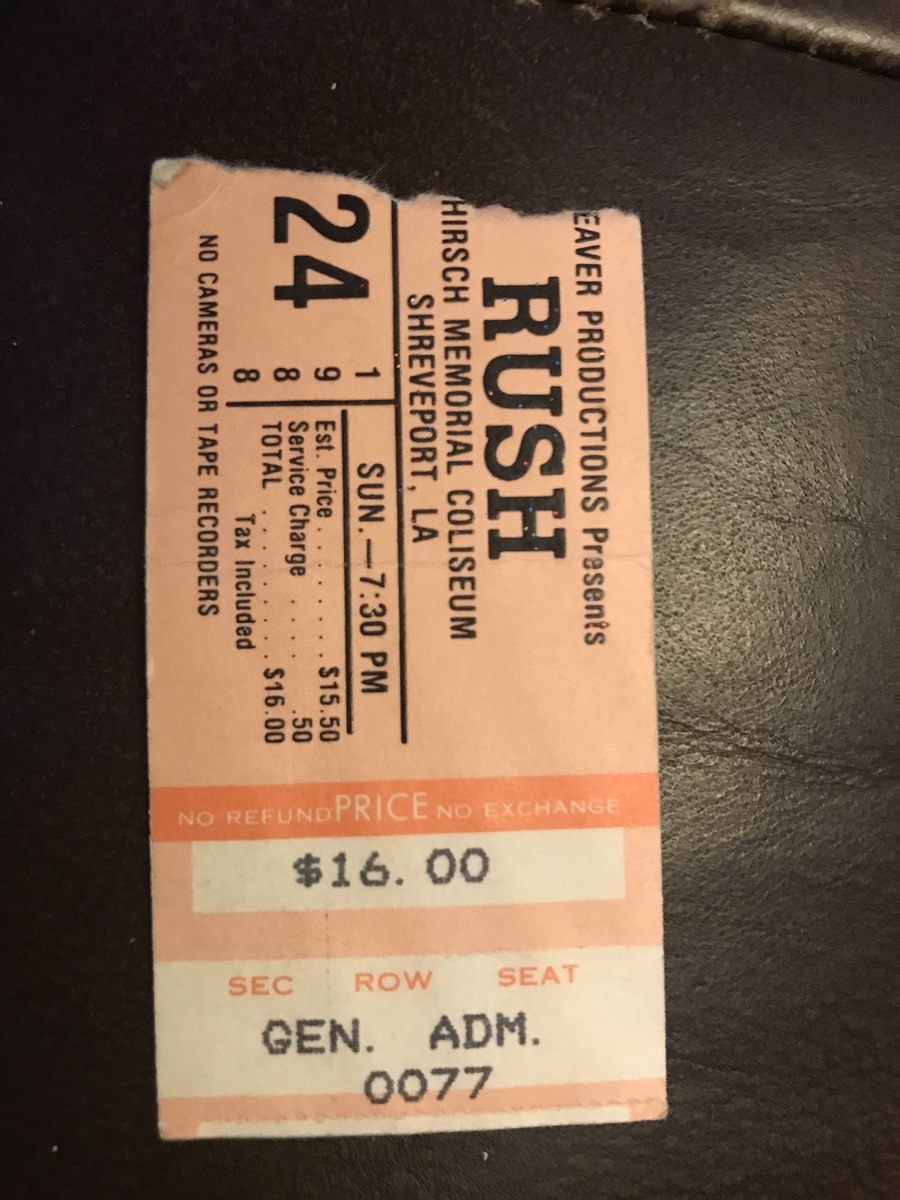 EAVER PRODUCTIONS Presents
RUSH
HIRSCH MEMORIAL COLISEUM
SHREVEPORT, LA
24
1
9
8
8
SUN.—7:30 PM
Est. Price . . . . . . $15.50
Service Charge . . . . .50
TOTAL . . . . . . . . $16.00
Tax Included
NO CAMERAS OR TAPE RECORDERS
NO REFUND PRICE NO EXCHANGE
$16.00
SEC ROW SEAT
GEN. ADM.
0077